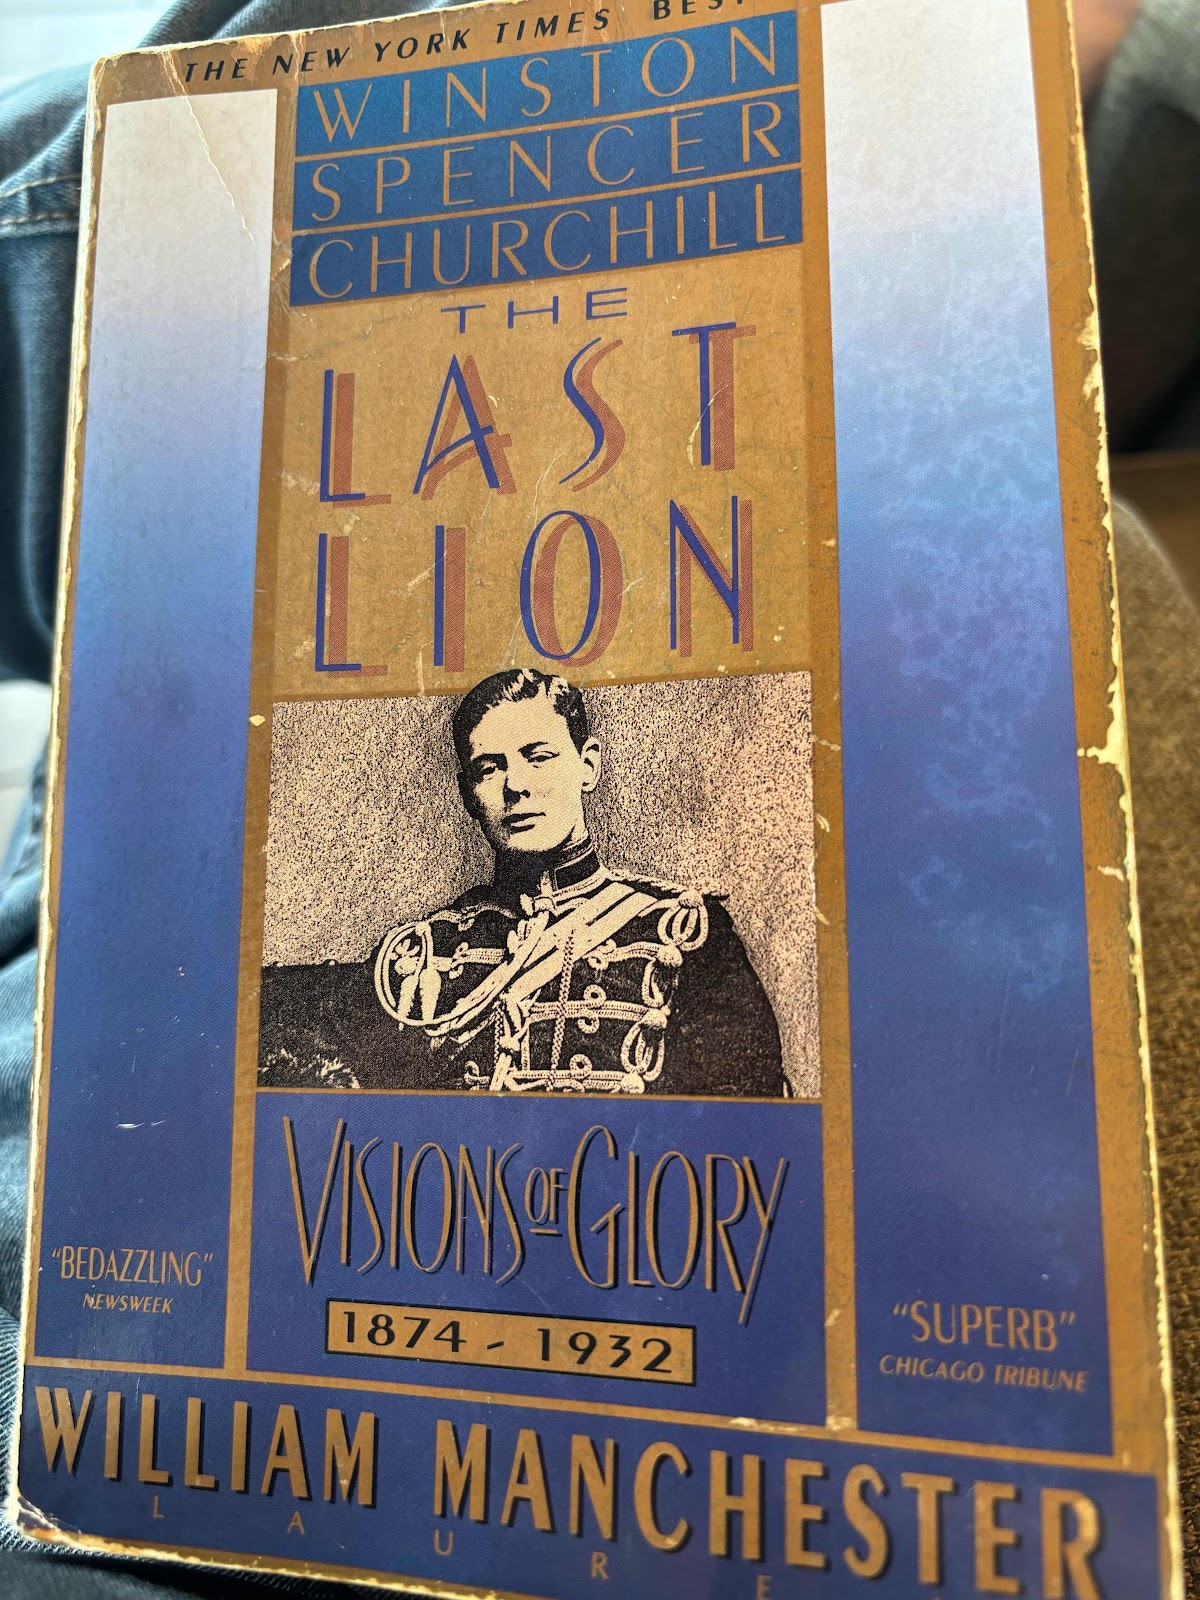 THE NEW YORK TIMES
WINSTON
SPENCER
CHURCHILL
THE
LAST
LION
VISIONS OF GLORY
1874 - 1932
"BEDAZZLING"
NEWSWEEK
"SUPERB"
CHICAGO TRIBUNE
WILLIAM MANCHESTER
L A U R E